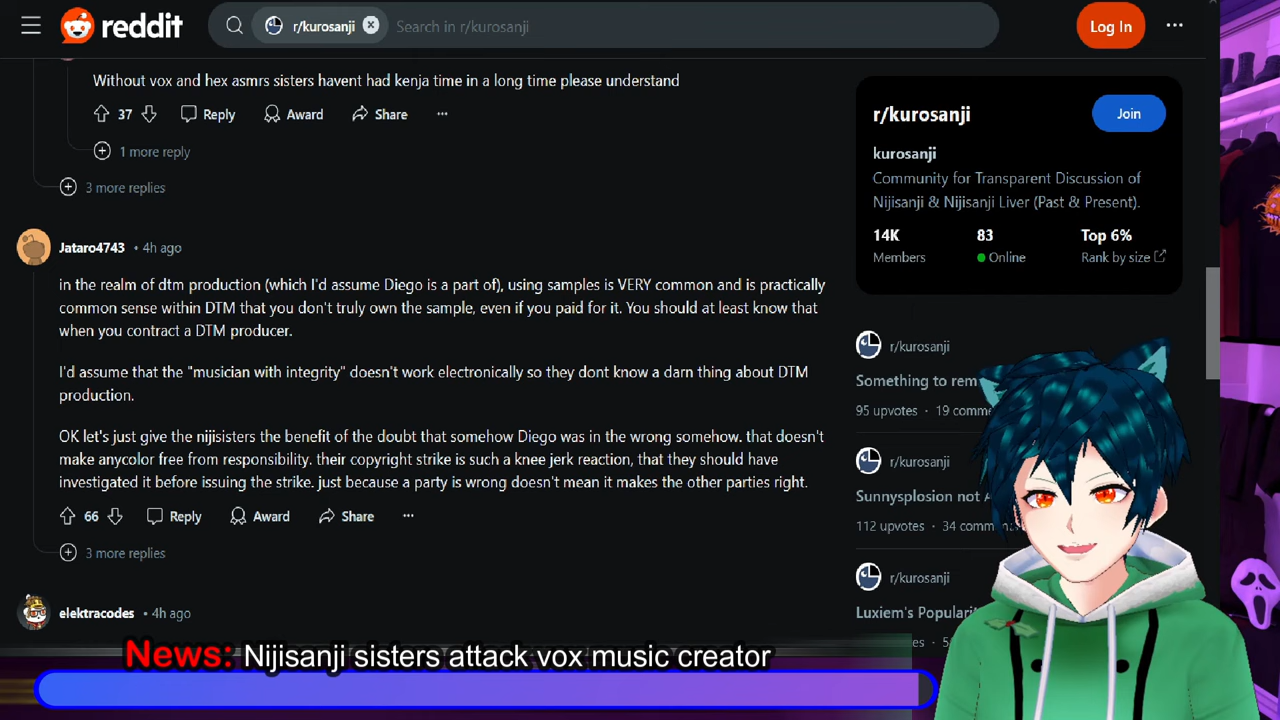 reddit
r/kurosanji
Search in r/kurosanji
Log In
Without vox and hex asmrs sisters havent had kenja time in a long time please understand
37 Reply Award Share
1 more reply
3 more replies
Jataro4743 • 4h ago
in the realm of dtm production (which I'd assume Diego is a part of), using samples is VERY common and is practically
common sense within DTM that you don't truly own the sample, even if you paid for it. You should at least know that
when you contract a DTM producer.
I'd assume that the "musician with integrity" doesn't work electronically so they dont know a darn thing about DTM
production.
OK let's just give the nijisisters the benefit of the doubt that somehow Diego was in the wrong somehow. that doesn't
make anycolor free from responsibility. their copyright strike is such a knee jerk reaction, that they should have
investigated it before issuing the strike. just because a party is wrong doesn't mean it makes the other parties right.
66 Reply Award Share
3 more replies
elektracodes • 4h ago
r/kurosanji
Join
kurosanji
Community for Transparent Discussion of
Nijisanji & Nijisanji Liver (Past & Present).
14K 83 Top 6%
Members Online Rank by size
r/kurosanji
Something to rem
95 upvotes · 19 comme
r/kurosanji
Sunnysplosion not A
112 upvotes · 34 comm
r/kurosanji
Luxiem's Popularit
News: Nijisanji sisters attack vox music creator